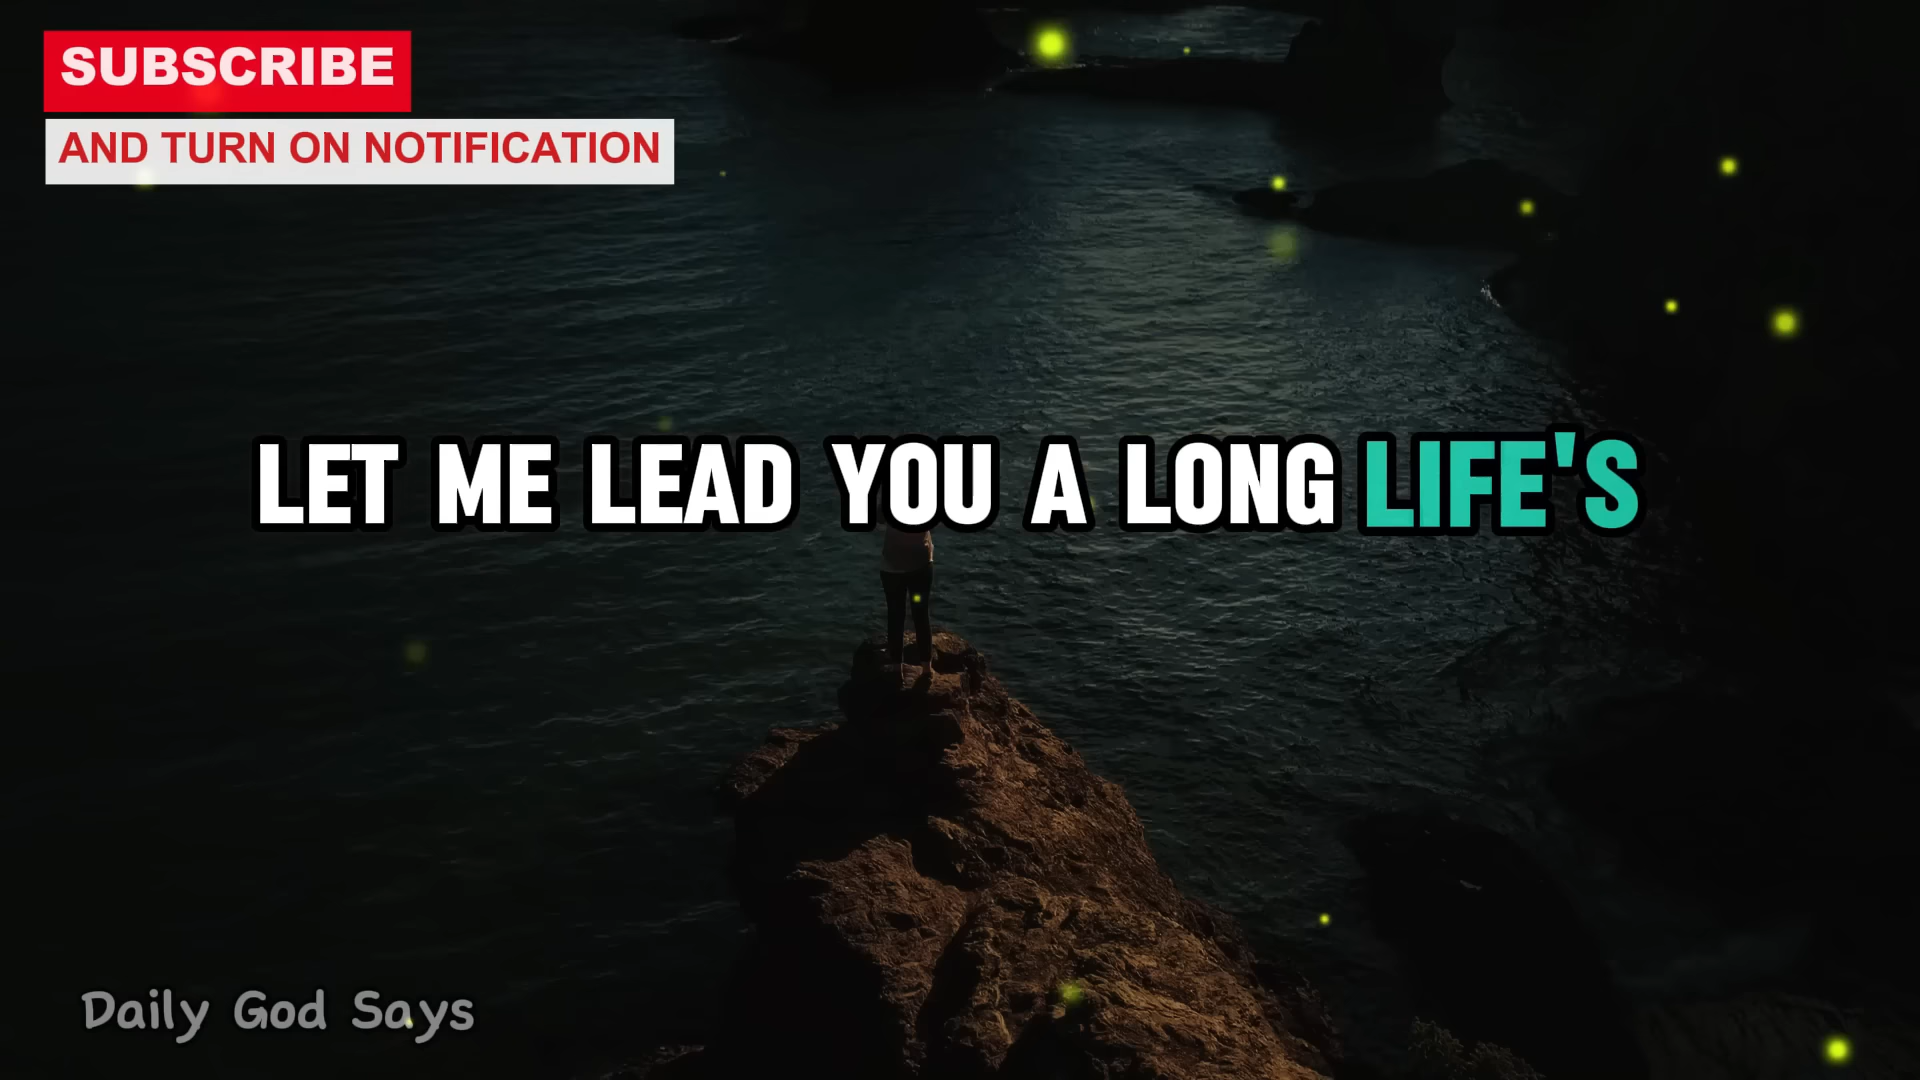 SUBSCRIBE
AND TURN ON NOTIFICATION
LET ME LEAD YOU A LONG LIFE'S
Daily God Says